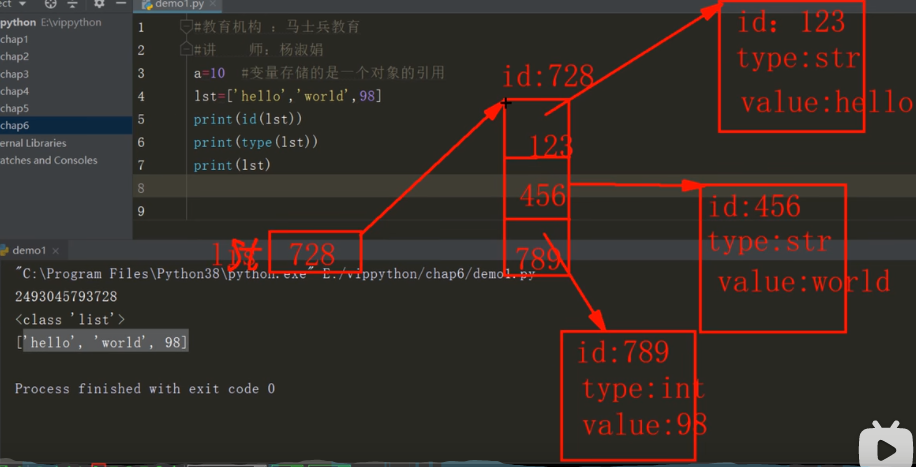 ect
demo1.py
python E:\vippython
chap1
chap2
chap3
chap4
chap5
chap6
ernal Libraries
atches and Consoles
1 #教育机构 ：马士兵教育
2 #讲    师：杨淑娟
3 a=10  #变量存储的是一个对象的引用
4 lst=['hello','world',98]
5 print(id(lst))
6 print(type(lst))
7 print(lst)
8
9
id:728
123
456
789
id: 123
type:str
value:hello
id:456
type:str
value:world
id:789
type:int
value:98
728
demo1
"C:\Program Files\Python38\python.exe" E:/vippython/chap6/demo1.py
2493045793728
<class 'list'>
['hello', 'world', 98]
Process finished with exit code 0